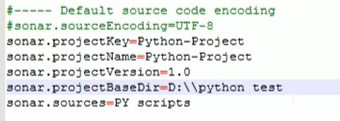 #----- Default source code encoding
#sonar.sourceEncoding=UTF-8
sonar.projectKey=Python-Project
sonar.projectName=Python-Project
sonar.projectVersion=1.0
sonar.projectBaseDir=D:\\python test
sonar.sources=PY scripts